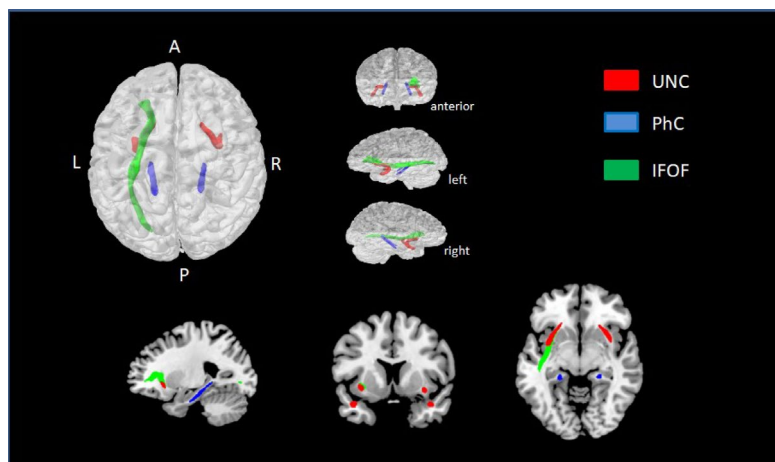 A
L
R
P
anterior
left
right
UNC
PhC
IFOF